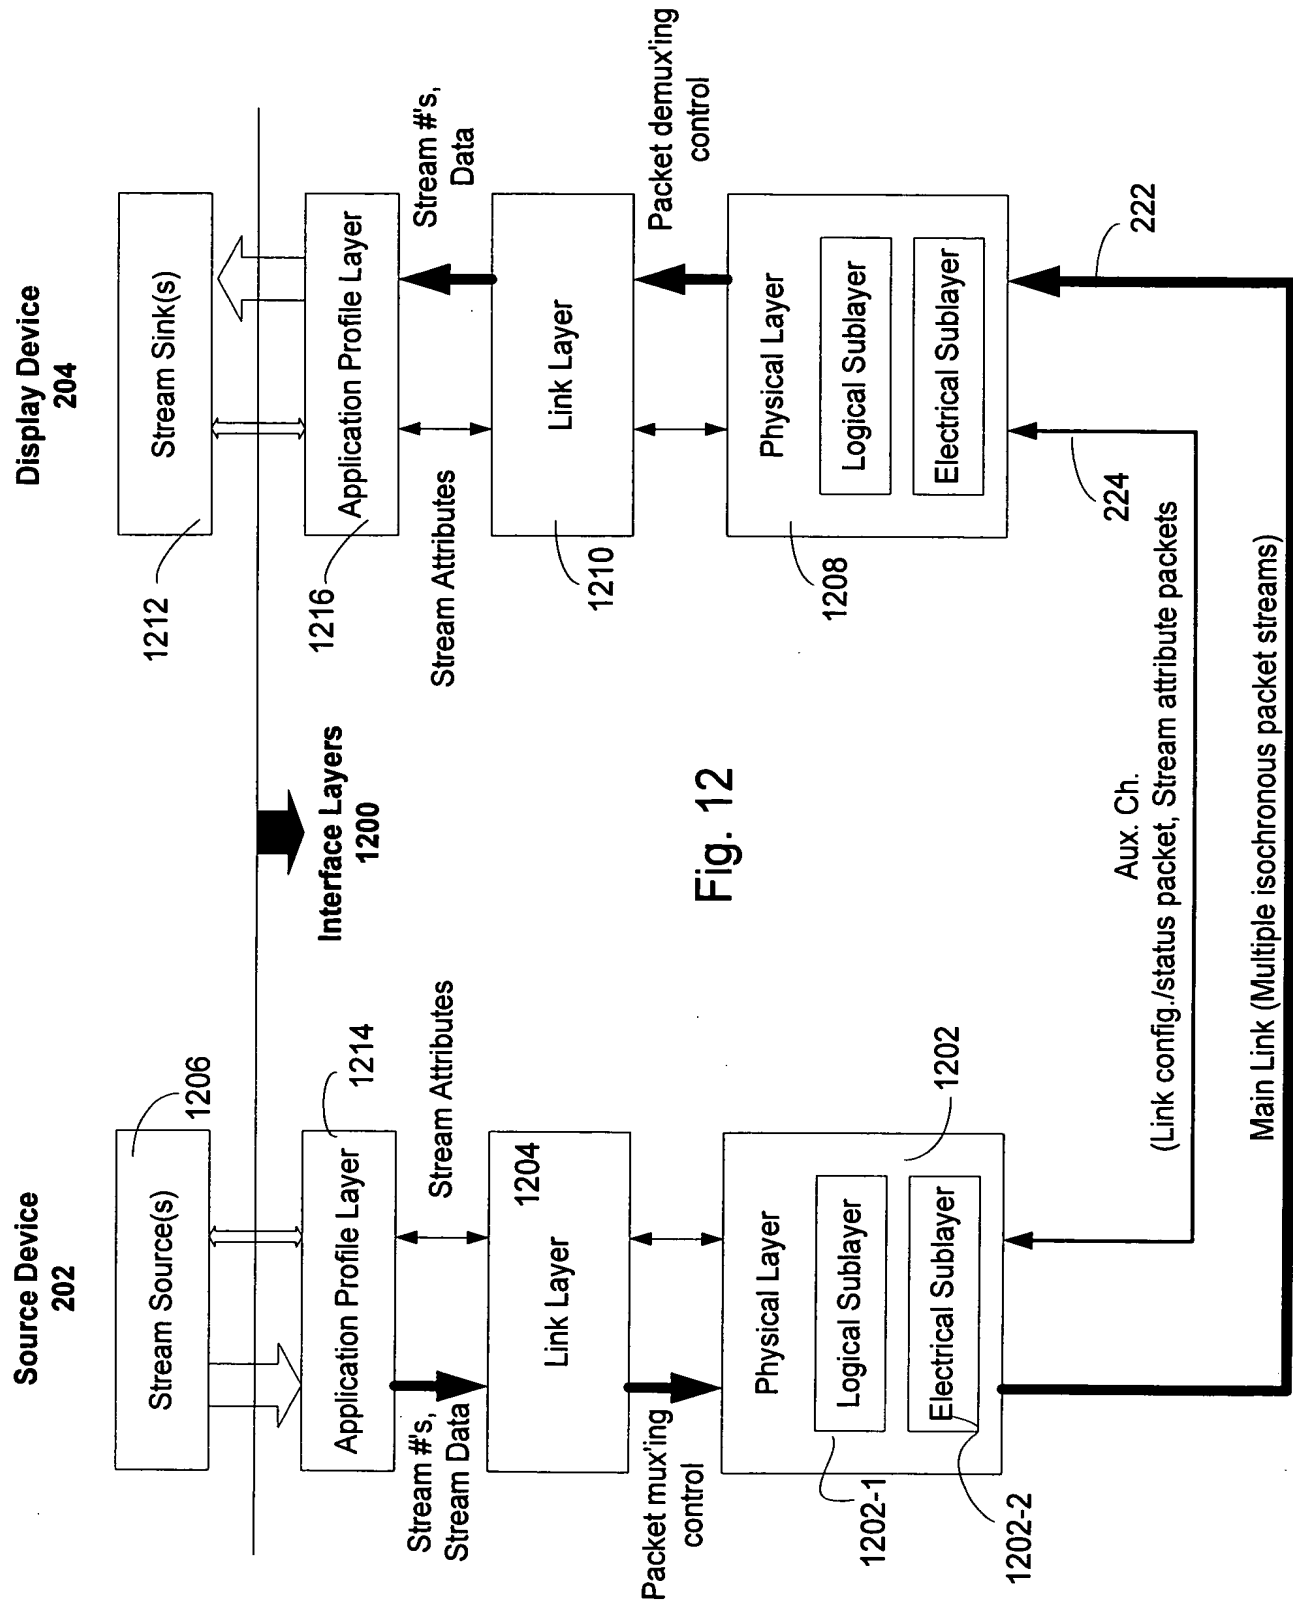 Source Device
202
Display Device
204
Stream Source(s)
1206
Stream Sink(s)
1212
Interface Layers
1200
Application Profile Layer
1214
Application Profile Layer
1216
Stream #'s,
Stream Data
Stream Attributes
Stream Attributes
Stream #'s,
Data
Link Layer
1204
Link Layer
1210
Packet mux'ing
control
Packet demux'ing
control
Physical Layer
1202
Logical Sublayer
1202-1
Electrical Sublayer
1202-2
Physical Layer
1208
Logical Sublayer
Electrical Sublayer
Fig. 12
224
222
Aux. Ch.
(Link config./status packet, Stream attribute packets
Main Link (Multiple isochronous packet streams)